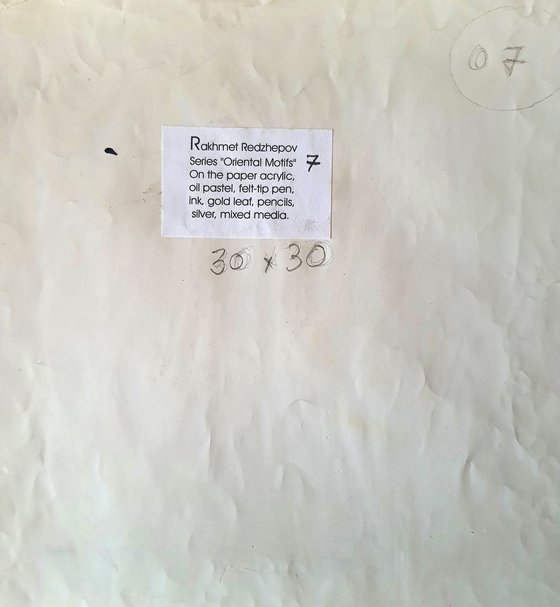 07
Rakhmet Redzhepov
Series "Oriental Motifs" 7
On the paper acrylic,
oil pastel, felt-tip pen,
ink, gold leaf, pencils,
silver, mixed media.
30 x 30